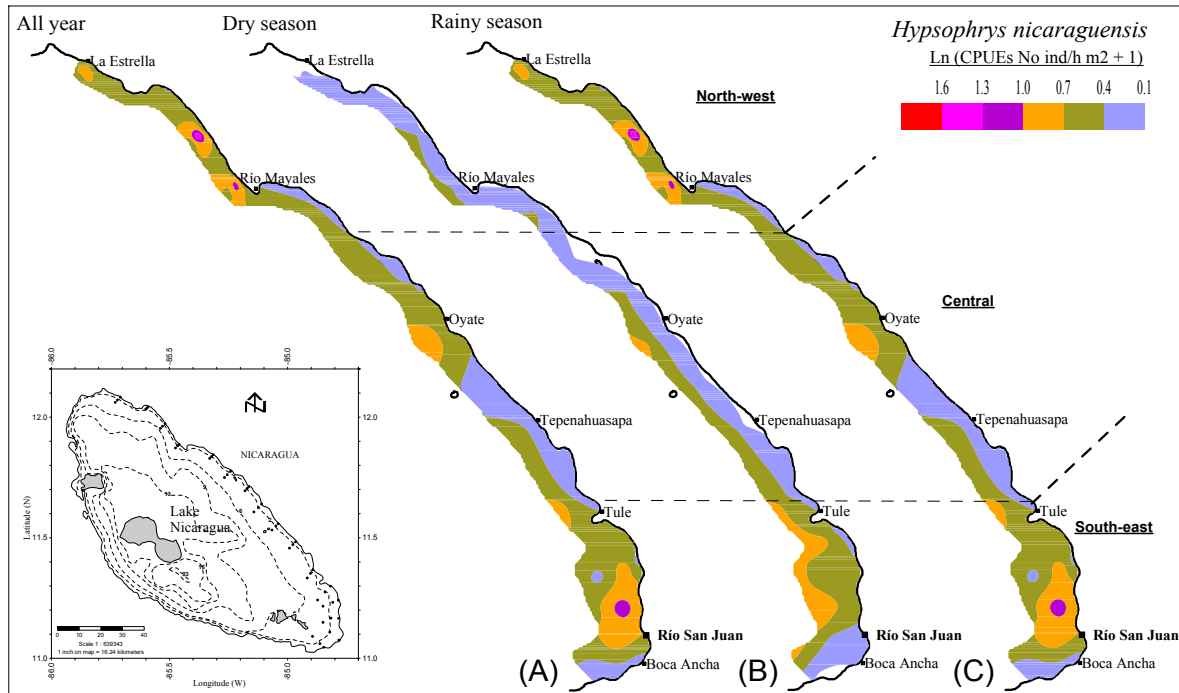 All year
Dry season
Rainy season
Hypsophrys nicaraguensis
Ln (CPUEs No ind/h m2 + 1)
1.6 1.3 1.0 0.7 0.4 0.1
La Estrella
La Estrella
La Estrella
North-west
Río Mayales
Río Mayales
Río Mayales
Central
Oyate
Oyate
Oyate
Tepenahuasapa
Tepenahuasapa
Tepenahuasapa
Tule
Tule
Tule
South-east
Río San Juan
Río San Juan
Río San Juan
Boca Ancha
Boca Ancha
Boca Ancha
(A)
(B)
(C)
-86.0 -85.5 -85.0
12.0 12.0
N
NICARAGUA
Lake
Nicaragua
Latitude (N)
11.5 11.5
0 10 20 30 40
Scale 1 : 639343
1 inch on map = 16.24 kilometers
11.0 11.0
-86.0 -85.5 -85.0
Longitude (W)